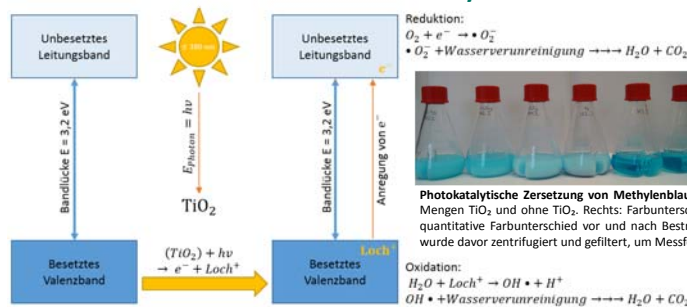 Unbesetztes
Leitungsband
Bandlücke E = 3,2 eV
Besetztes
Valenzband
≤ 380 nm
E_Photon = hν
TiO₂
(TiO₂) + hν
→ e⁻ + Loch⁺
Unbesetztes
Leitungsband
e⁻
Bandlücke E = 3,2 eV
Anregung von e⁻
Loch⁺
Besetztes
Valenzband
Reduktion:
O₂ + e⁻ → • O₂⁻
• O₂⁻ +Wasserverunreinigung →→→ H₂O + CO₂
Photokatalytische Zersetzung von Methylenblau
Mengen TiO₂ und ohne TiO₂. Rechts: Farbuntersc
quantitative Farbunterschied vor und nach Bestr
wurde davor zentrifugiert und gefiltert, um Messf
Oxidation:
H₂O + Loch⁺ → OH • + H⁺
OH • +Wasserverunreinigung →→→ H₂O + CO₂